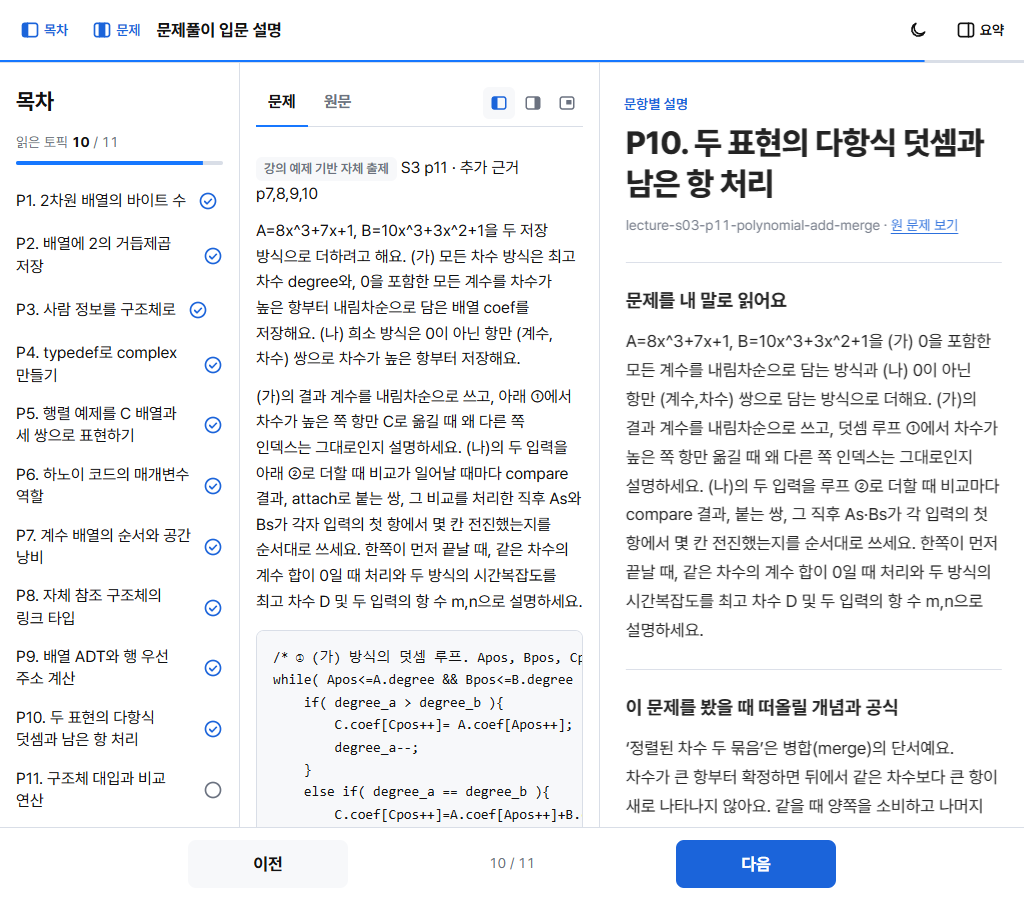 목차 문제 문제풀이 입문 설명 요약
목차
읽은 토픽 10 / 11
P1. 2차원 배열의 바이트 수
P2. 배열에 2의 거듭제곱
저장
P3. 사람 정보를 구조체로
P4. typedef로 complex
만들기
P5. 행렬 예제를 C 배열과
세 쌍으로 표현하기
P6. 하노이 코드의 매개변수
역할
P7. 계수 배열의 순서와 공간
낭비
P8. 자체 참조 구조체의
링크 타입
P9. 배열 ADT와 행 우선
주소 계산
P10. 두 표현의 다항식
덧셈과 남은 항 처리
P11. 구조체 대입과 비교
연산
문제 원문
강의 예제 기반 자체 출제 S3 p11 · 추가 근거
p7,8,9,10
A=8x^3+7x+1, B=10x^3+3x^2+1을 두 저장
방식으로 더하려고 해요. (가) 모든 차수 방식은 최고
차수 degree와, 0을 포함한 모든 계수를 차수가
높은 항부터 내림차순으로 담은 배열 coef를
저장해요. (나) 희소 방식은 0이 아닌 항만 (계수,
차수) 쌍으로 차수가 높은 항부터 저장해요.
(가)의 결과 계수를 내림차순으로 쓰고, 아래 ①에서
차수가 높은 쪽 항만 C로 옮길 때 왜 다른 쪽
인덱스는 그대로인지 설명하세요. (나)의 두 입력을
아래 ②로 더할 때 비교가 일어날 때마다 compare
결과, attach로 붙는 쌍, 그 비교를 처리한 직후 As와
Bs가 각자 입력의 첫 항에서 몇 칸 전진했는지를
순서대로 쓰세요. 한쪽이 먼저 끝날 때, 같은 차수의
계수 합이 0일 때 처리와 두 방식의 시간복잡도를
최고 차수 D 및 두 입력의 항 수 m,n으로 설명하세요.
/* ① (가) 방식의 덧셈 루프. Apos, Bpos, Cp
while( Apos<=A.degree && Bpos<=B.degree
if( degree_a > degree_b ){
C.coef[Cpos++]= A.coef[Apos++];
degree_a--;
}
else if( degree_a == degree_b ){
C.coef[Cpos++]=A.coef[Apos++]+B.
문항별 설명
P10. 두 표현의 다항식 덧셈과
남은 항 처리
lecture-s03-p11-polynomial-add-merge · 원 문제 보기
문제를 내 말로 읽어요
A=8x^3+7x+1, B=10x^3+3x^2+1을 (가) 0을 포함한
모든 계수를 내림차순으로 담는 방식과 (나) 0이 아닌
항만 (계수,차수) 쌍으로 담는 방식으로 더해요. (가)의
결과 계수를 내림차순으로 쓰고, 덧셈 루프 ①에서 차수가
높은 쪽 항만 옮길 때 왜 다른 쪽 인덱스는 그대로인지
설명하세요. (나)의 두 입력을 루프 ②로 더할 때 비교마다
compare 결과, 붙는 쌍, 그 직후 As·Bs가 각 입력의 첫
항에서 몇 칸 전진했는지를 순서대로 쓰세요. 한쪽이 먼저
끝날 때, 같은 차수의 계수 합이 0일 때 처리와 두 방식의
시간복잡도를 최고 차수 D 및 두 입력의 항 수 m,n으로
설명하세요.
이 문제를 봤을 때 떠올릴 개념과 공식
‘정렬된 차수 두 묶음’은 병합(merge)의 단서예요.
차수가 큰 항부터 확정하면 뒤에서 같은 차수보다 큰 항이
새로 나타나지 않아요. 같을 때 양쪽을 소비하고 나머지
이전 10 / 11 다음